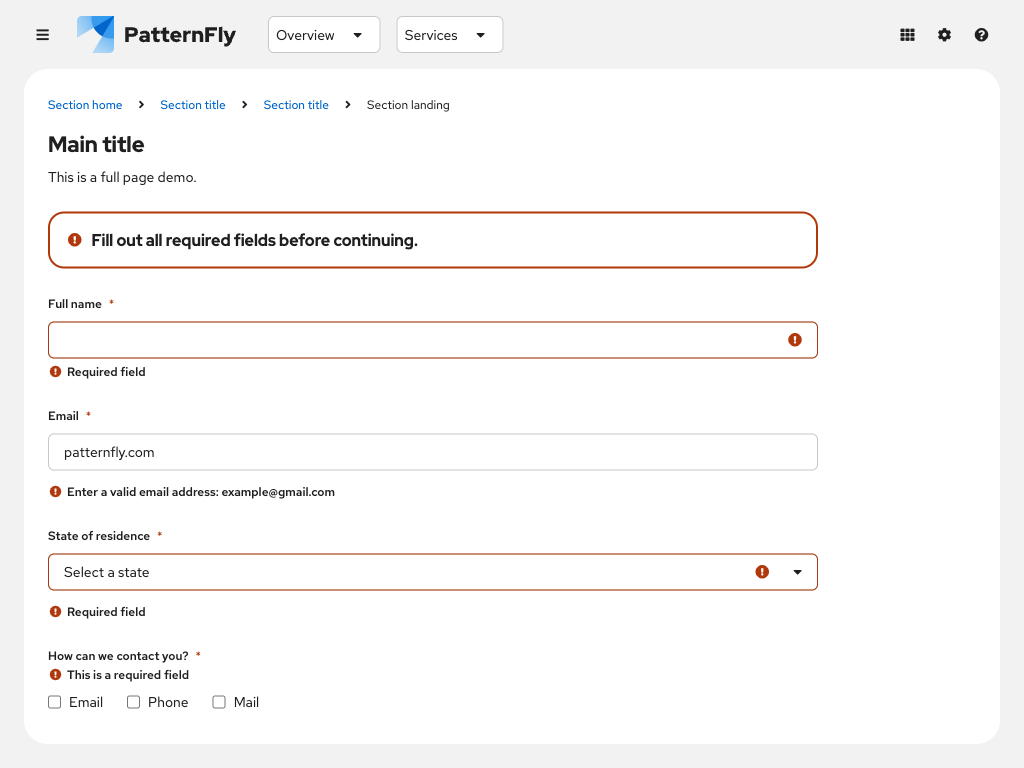 PatternFly Overview Services
Section home Section title Section title Section landing
Main title
This is a full page demo.
Fill out all required fields before continuing.
Full name *
Required field
Email *
patternfly.com
Enter a valid email address: example@gmail.com
State of residence *
Select a state
Required field
How can we contact you? *
This is a required field
Email Phone Mail